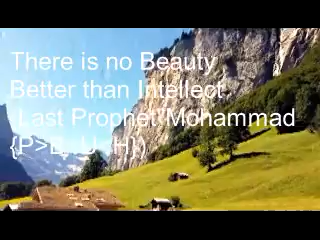 There is no Beauty
Better than Intellect
(Last Prophet"Mohammad
{P>B>U>H})